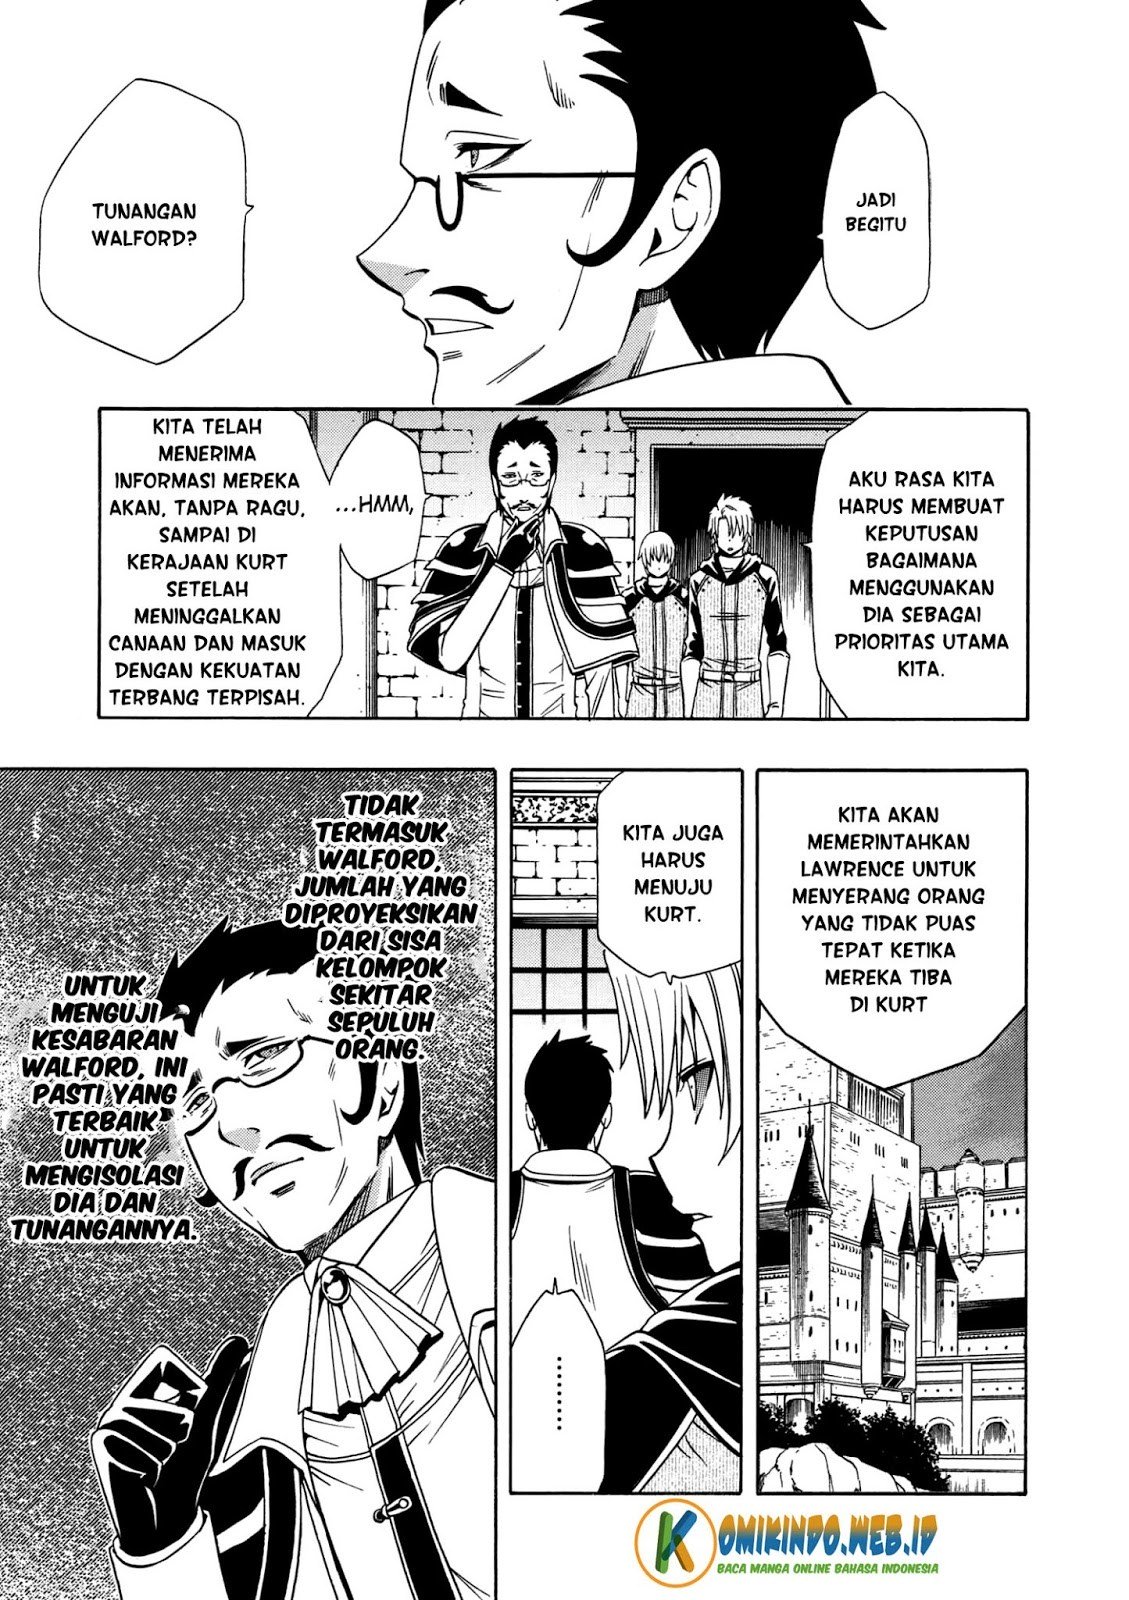 JADI
BEGITU
TUNANGAN
WALFORD?
AKU RASA KITA
HARUS MEMBUAT
KEPUTUSAN
BAGAIMANA
MENGGUNAKAN
DIA SEBAGAI
PRIORITAS UTAMA
KITA.
...HMM,
KITA TELAH
MENERIMA
INFORMASI MEREKA
AKAN, TANPA RAGU,
SAMPAI DI
KERAJAAN KURT
SETELAH
MENINGGALKAN
CANAAN DAN MASUK
DENGAN KEKUATAN
TERBANG TERPISAH.
KITA AKAN
MEMERINTAHKAN
LAWRENCE UNTUK
MENYERANG ORANG
YANG TIDAK PUAS
TEPAT KETIKA
MEREKA TIBA
DI KURT
KITA JUGA
HARUS
MENUJU
KURT.
.........
TIDAK
TERMASUK
WALFORD,
JUMLAH YANG
DIPROYEKSIKAN
DARI SISA
KELOMPOK
SEKITAR
SEPULUH
ORANG.
UNTUK
MENGUJI
KESABARAN
WALFORD, INI
PASTI YANG
TERBAIK
UNTUK
MENGISOLASI
DIA DAN
TUNANGANNYA.
KOMIKINDO.WEB.ID
BACA MANGA ONLINE BAHASA INDONESIA